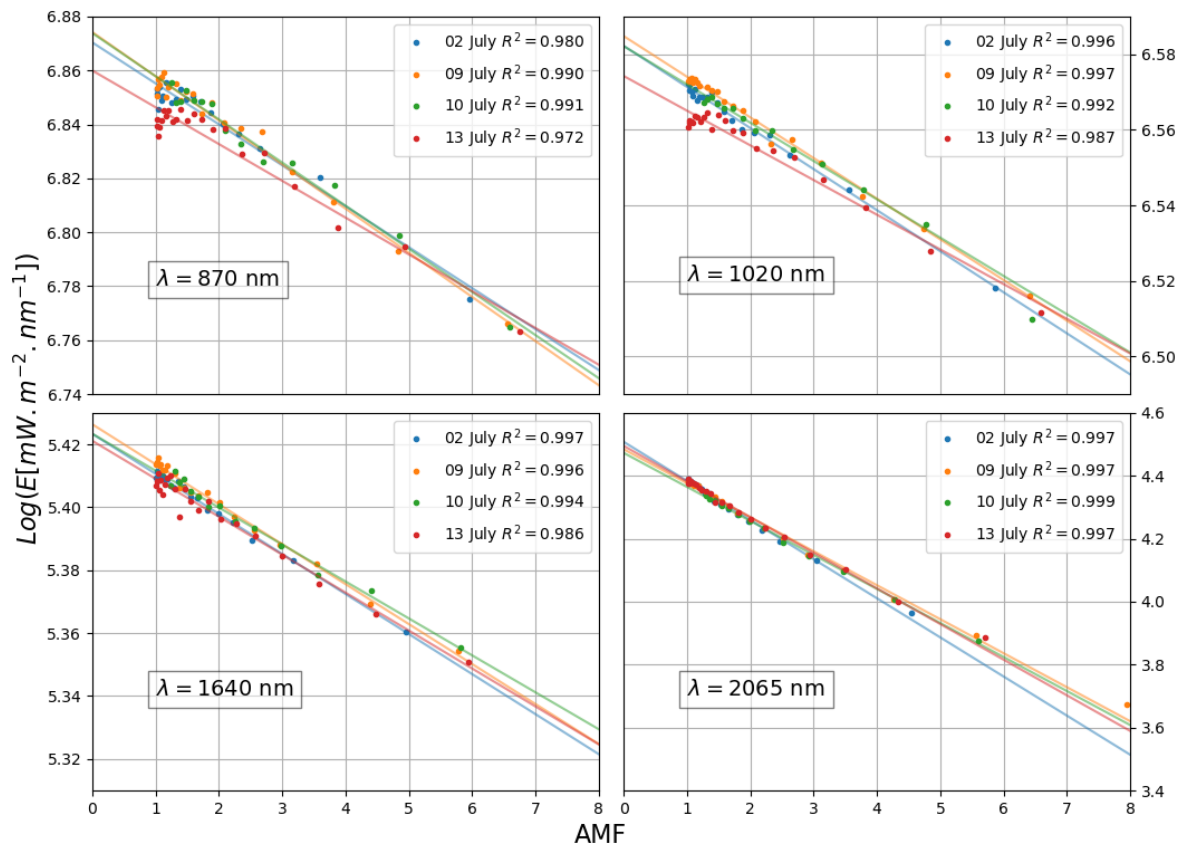 6.88
6.86
6.84
6.82
6.80
6.78
6.76
6.74
02 July R² = 0.980
09 July R² = 0.990
10 July R² = 0.991
13 July R² = 0.972
λ = 870 nm
02 July R² = 0.996
09 July R² = 0.997
10 July R² = 0.992
13 July R² = 0.987
λ = 1020 nm
6.58
6.56
6.54
6.52
6.50
Log(E[mW.m⁻².nm⁻¹])
5.42
5.40
5.38
5.36
5.34
5.32
02 July R² = 0.997
09 July R² = 0.996
10 July R² = 0.994
13 July R² = 0.986
λ = 1640 nm
0 1 2 3 4 5 6 7 8
02 July R² = 0.997
09 July R² = 0.997
10 July R² = 0.999
13 July R² = 0.997
λ = 2065 nm
4.6
4.4
4.2
4.0
3.8
3.6
3.4
0 1 2 3 4 5 6 7 8
AMF